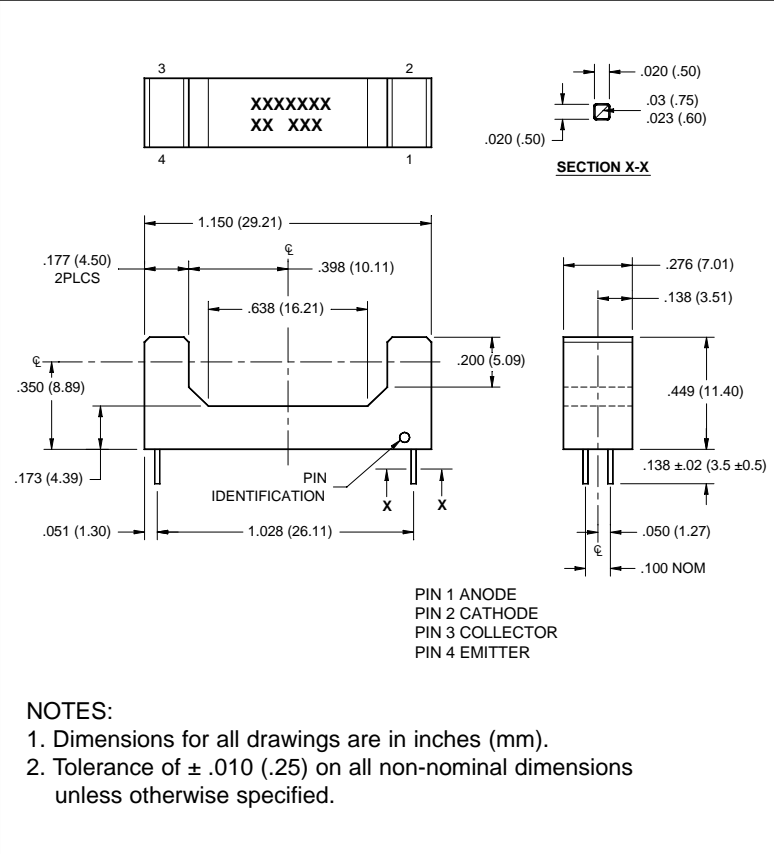 3
2
XXXXXXX
XX XXX
4
1
.020 (.50)
.03 (.75)
.023 (.60)
.020 (.50)
SECTION X-X
1.150 (29.21)
.177 (4.50)
2PLCS
℄
.398 (10.11)
.638 (16.21)
℄
.350 (8.89)
.200 (5.09)
.173 (4.39)
PIN
IDENTIFICATION
X
X
.051 (1.30)
1.028 (26.11)
.276 (7.01)
.138 (3.51)
.449 (11.40)
.138 ±.02 (3.5 ±0.5)
.050 (1.27)
℄
.100 NOM
PIN 1 ANODE
PIN 2 CATHODE
PIN 3 COLLECTOR
PIN 4 EMITTER
NOTES:
1. Dimensions for all drawings are in inches (mm).
2. Tolerance of ± .010 (.25) on all non-nominal dimensions
unless otherwise specified.